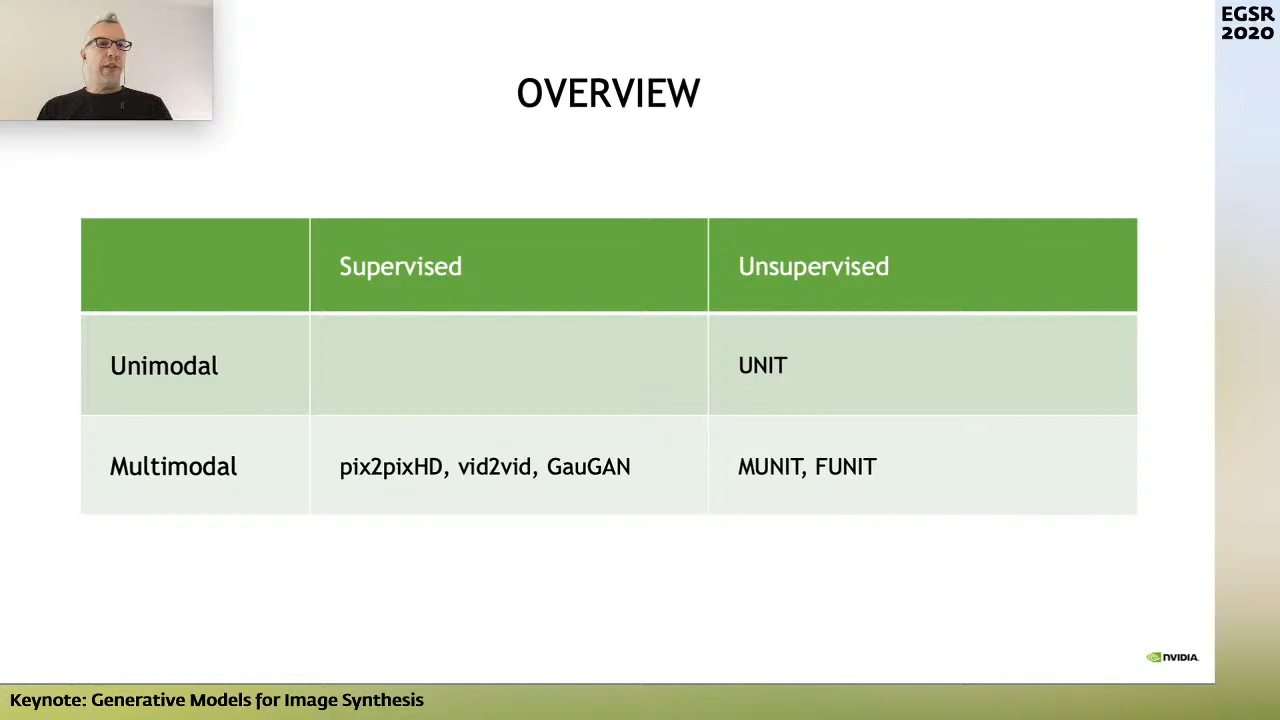 EGSR
2020
OVERVIEW
Supervised
Unsupervised
Unimodal
UNIT
Multimodal
pix2pixHD, vid2vid, GauGAN
MUNIT, FUNIT
NVIDIA.
Keynote: Generative Models for Image Synthesis